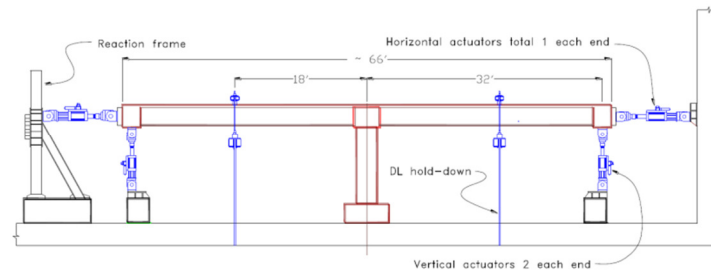 Reaction frame
Horizontal actuators total 1 each end
~ 66'
18'
32'
DL hold-down
Vertical actuators 2 each end